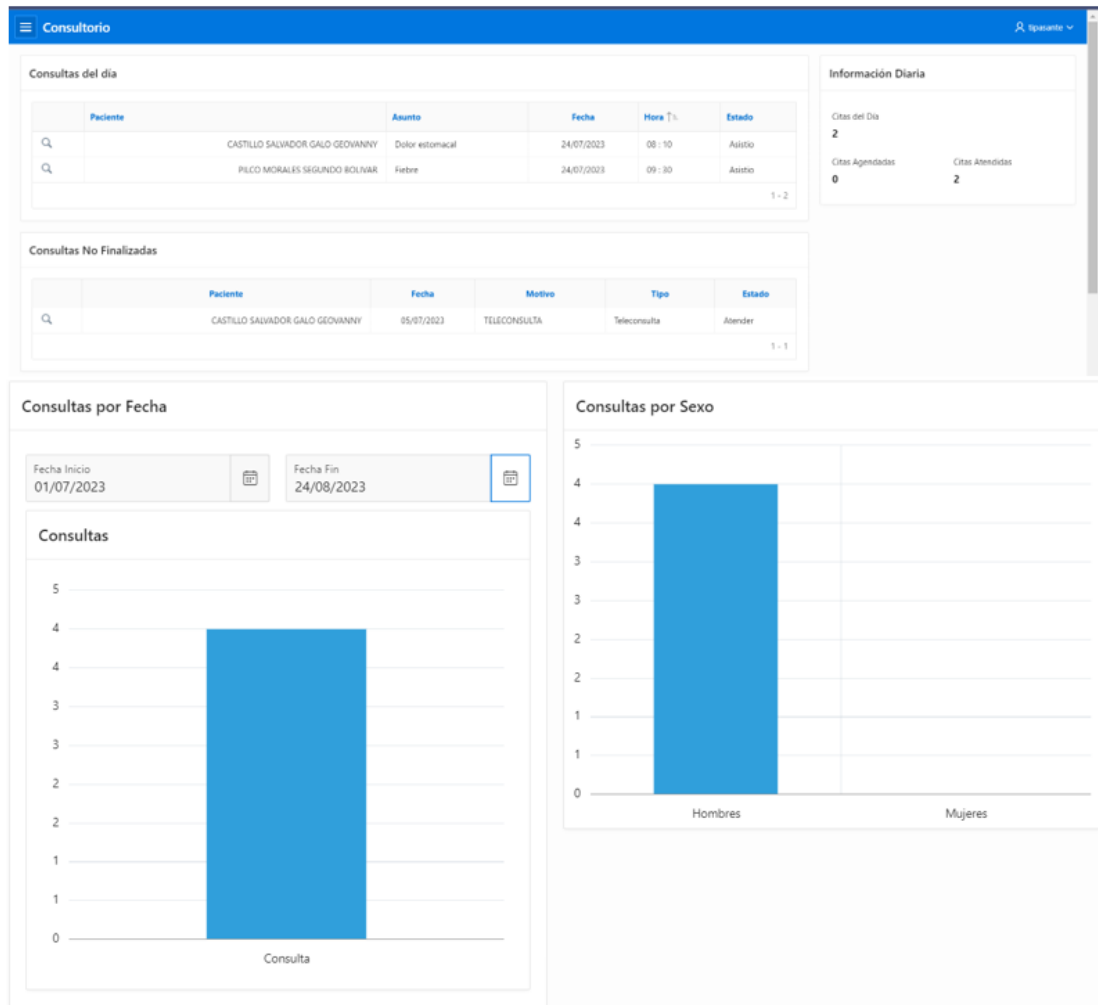 Consultorio
tipasante
Consultas del día
Paciente Asunto Fecha Hora Estado
CASTILLO SALVADOR GALO GEOVANNY Dolor estomacal 24/07/2023 08 : 10 Asistio
PILCO MORALES SEGUNDO BOLIVAR Fiebre 24/07/2023 09 : 30 Asistio
1 - 2
Información Diaria
Citas del Día
2
Citas Agendadas Citas Atendidas
0 2
Consultas No Finalizadas
Paciente Fecha Motivo Tipo Estado
CASTILLO SALVADOR GALO GEOVANNY 05/07/2023 TELECONSULTA Teleconsulta Atender
1 - 1
Consultas por Fecha
Fecha Inicio
01/07/2023
Fecha Fin
24/08/2023
Consultas
5
4
4
3
3
2
2
1
1
0
Consulta
Consultas por Sexo
5
4
4
3
3
2
2
1
1
0
Hombres Mujeres